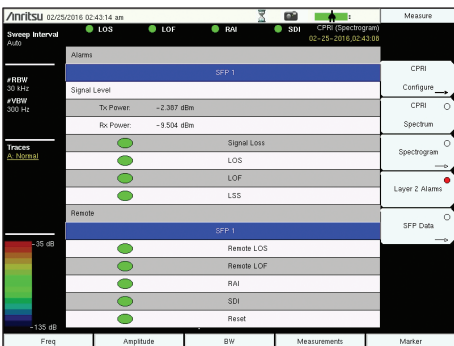 Anritsu 02/25/2016 02:43:14 am
Measure
Sweep Interval
Auto
LOS LOF RAI SDI CPRI (Spectrogram)
02-25-2016,02:43:08
Alarms
SFP 1
Signal Level
Tx Power: -2.387 dBm
Rx Power: -9.504 dBm
Signal Loss
LOS
LOF
LSS
Remote
SFP 1
Remote LOS
Remote LOF
RAI
SDI
Reset
#RBW
30 kHz
#VBW
300 Hz
Traces
A: Normal
-35 dB
-135 dB
CPRI
Configure
CPRI
Spectrum
Spectrogram
Layer 2 Alarms
SFP Data
Freq Amplitude BW Measurements Marker